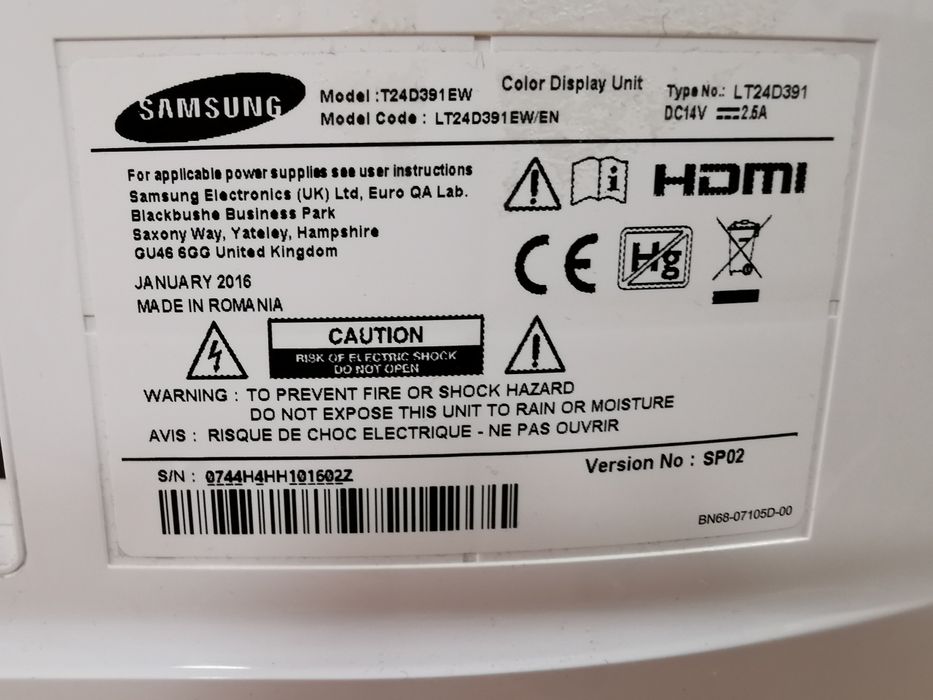 SAMSUNG
Model :T24D391EW
Model Code : LT24D391EW/EN
Color Display Unit
Type No.: LT24D391
DC14V ⎓2.5A
For applicable power supplies see user instructions
Samsung Electronics (UK) Ltd, Euro QA Lab.
Blackbushe Business Park
Saxony Way, Yateley, Hampshire
GU46 6GG United Kingdom
JANUARY 2016
MADE IN ROMANIA
i
HDMI
CE
Hg
CAUTION
RISK OF ELECTRIC SHOCK
DO NOT OPEN
WARNING : TO PREVENT FIRE OR SHOCK HAZARD
DO NOT EXPOSE THIS UNIT TO RAIN OR MOISTURE
AVIS : RISQUE DE CHOC ELECTRIQUE - NE PAS OUVRIR
S/N : 0744H4HH101602Z
Version No : SP02
BN68-07105D-00